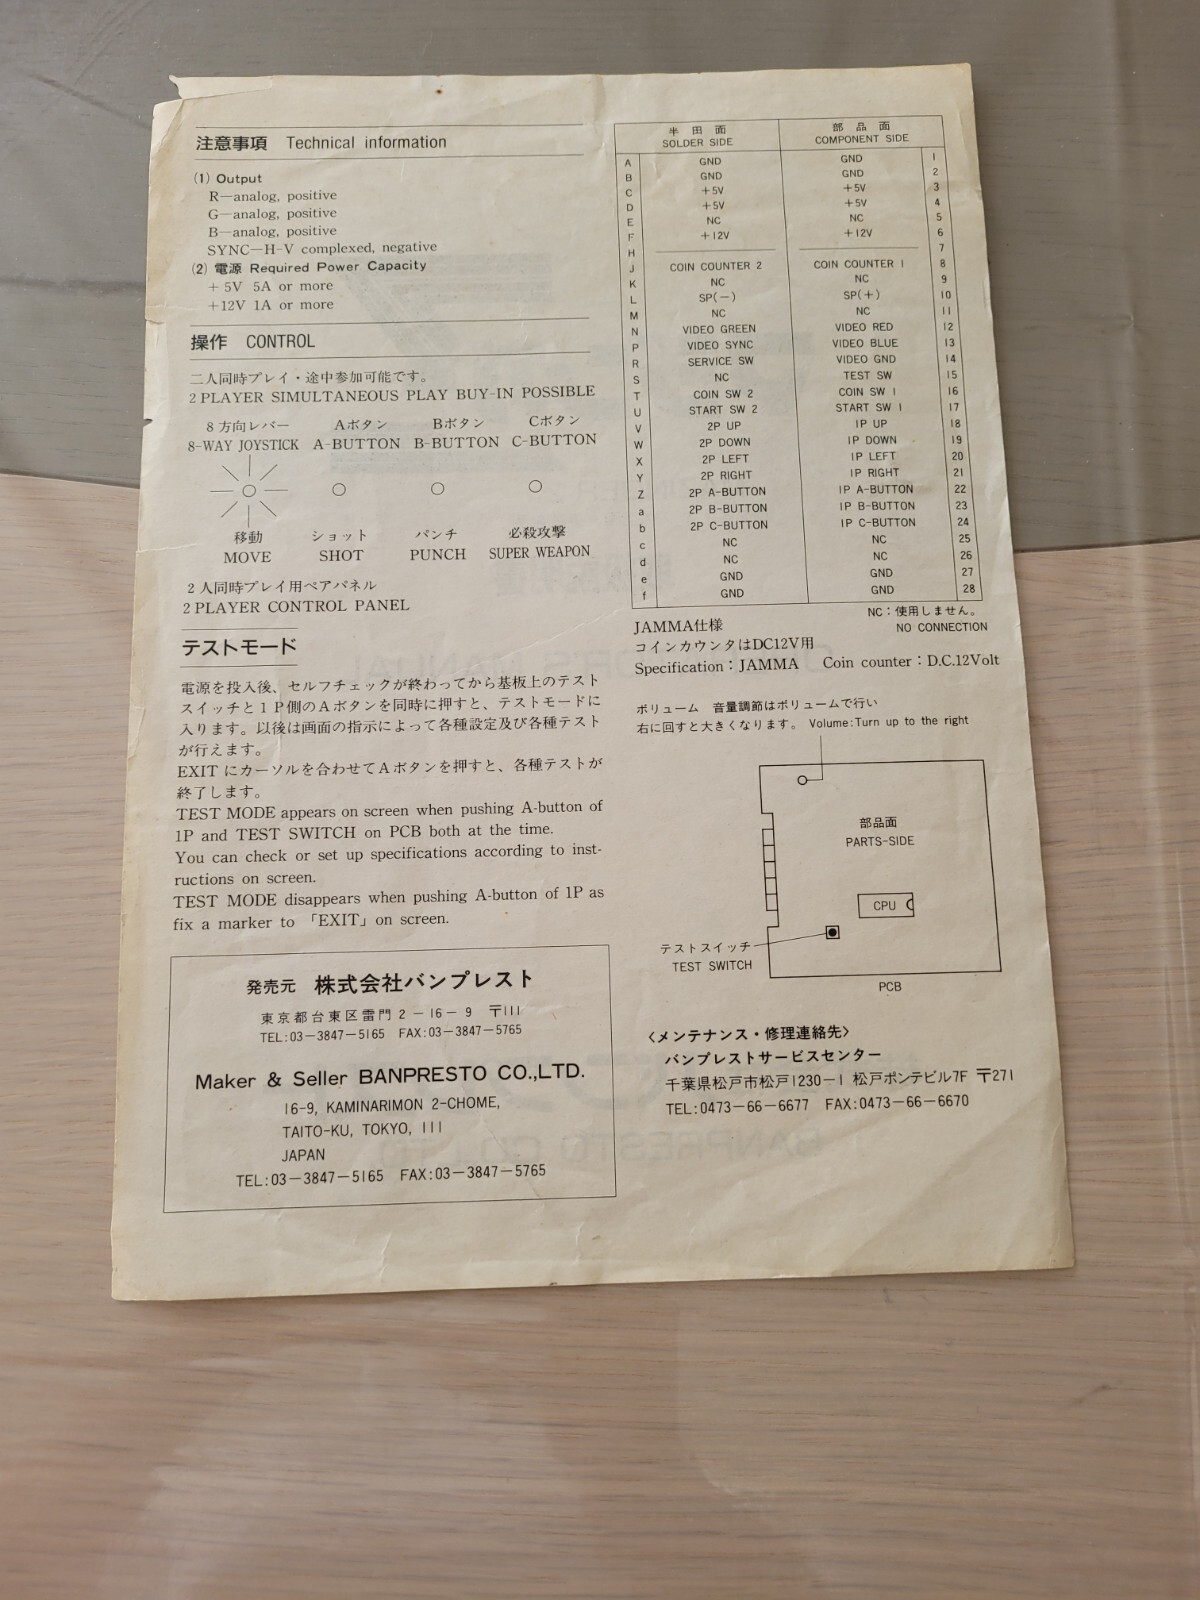 注意事項 Technical information
(1) Output
R—analog, positive
G—analog, positive
B—analog, positive
SYNC—H-V complexed, negative
(2) 電源 Required Power Capacity
+ 5V 5A or more
+12V 1A or more
操作 CONTROL
二人同時プレイ・途中参加可能です。
2 PLAYER SIMULTANEOUS PLAY BUY-IN POSSIBLE
8方向レバー Aボタン Bボタン Cボタン
8-WAY JOYSTICK A-BUTTON B-BUTTON C-BUTTON
移動 ショット パンチ 必殺攻撃
MOVE SHOT PUNCH SUPER WEAPON
2人同時プレイ用ペアパネル
2 PLAYER CONTROL PANEL
テストモード
電源を投入後、セルフチェックが終わってから基板上のテスト
スイッチと1P側のAボタンを同時に押すと、テストモードに
入ります。以後は画面の指示によって各種設定及び各種テスト
が行えます。
EXITにカーソルを合わせてAボタンを押すと、各種テストが
終了します。
TEST MODE appears on screen when pushing A-button of
1P and TEST SWITCH on PCB both at the time.
You can check or set up specifications according to inst-
ructions on screen.
TEST MODE disappears when pushing A-button of 1P as
fix a marker to 「EXIT」 on screen.
発売元 株式会社バンプレスト
東京都台東区雷門2-16-9 〒111
TEL:03-3847-5165 FAX:03-3847-5765
Maker & Seller BANPRESTO CO.,LTD.
16-9, KAMINARIMON 2-CHOME,
TAITO-KU, TOKYO, 111
JAPAN
TEL:03-3847-5165 FAX:03-3847-5765
半田面 部品面
SOLDER SIDE COMPONENT SIDE
A GND GND 1
B GND GND 2
C +5V +5V 3
D +5V +5V 4
E NC NC 5
F +12V +12V 6
H 7
J COIN COUNTER 2 COIN COUNTER 1 8
K NC NC 9
L SP(-) SP(+) 10
M NC NC 11
N VIDEO GREEN VIDEO RED 12
P VIDEO SYNC VIDEO BLUE 13
R SERVICE SW VIDEO GND 14
S NC TEST SW 15
T COIN SW 2 COIN SW 1 16
U START SW 2 START SW 1 17
V 2P UP 1P UP 18
W 2P DOWN 1P DOWN 19
X 2P LEFT 1P LEFT 20
Y 2P RIGHT 1P RIGHT 21
Z 2P A-BUTTON 1P A-BUTTON 22
a 2P B-BUTTON 1P B-BUTTON 23
b 2P C-BUTTON 1P C-BUTTON 24
c NC NC 25
d NC NC 26
e GND GND 27
f GND GND 28
NC：使用しません。
NO CONNECTION
JAMMA仕様
コインカウンタはDC12V用
Specification：JAMMA Coin counter：D.C.12Volt
ボリューム 音量調節はボリュームで行い
右に回すと大きくなります。 Volume:Turn up to the right
部品面
PARTS-SIDE
CPU
テストスイッチ
TEST SWITCH
PCB
〈メンテナンス・修理連絡先〉
バンプレストサービスセンター
千葉県松戸市松戸1230-1 松戸ポンテビル7F 〒271
TEL:0473-66-6677 FAX:0473-66-6670